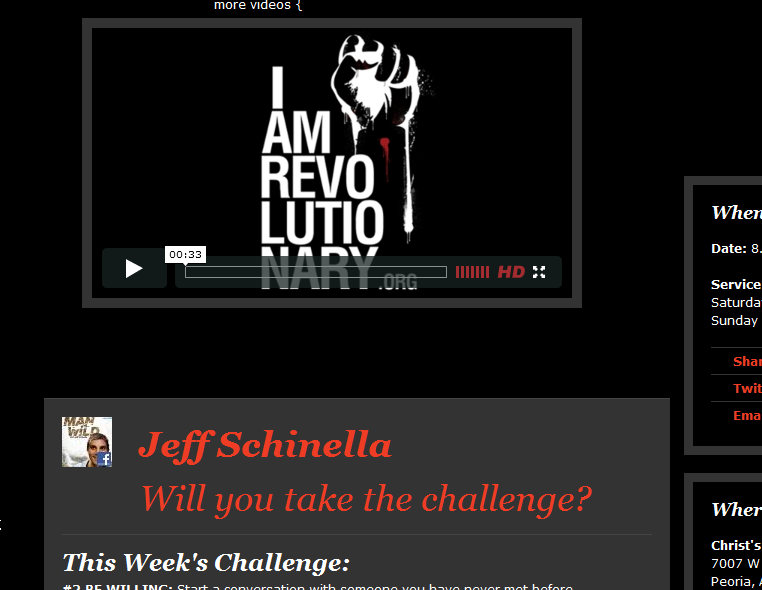 more videos {
I
AM
REVO
LUTIO
NARY
.ORG
00:33
HD
MAN
WILD
f
Jeff Schinella
Will you take the challenge?
This Week's Challenge:
#2 BE WILLING: Start a conversation with someone you have never met before
When
Date: 8.
Service
Saturda
Sunday
Shar
Twit
Ema
Wher
Christ's
7007 W
Peoria, A